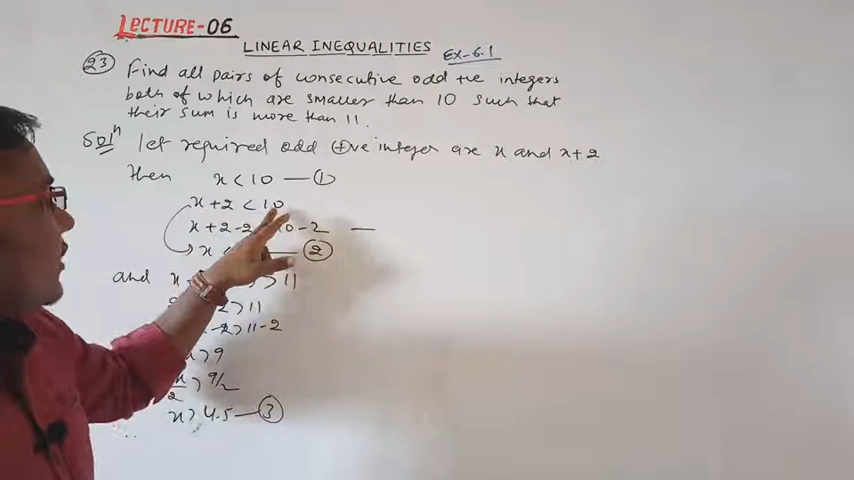 LECTURE-06
LINEAR INEQUALITIES Ex-6.1
23 Find all pairs of consecutive odd +ve integers
both of which are smaller than 10 such that
their sum is more than 11.
Solⁿ let required odd +ve integer are x and x+2
Then x < 10 — 1
x+2 < 10
x+2-2 10-2 —
x < — 2
and x > 11
2 > 11
-2 > 11-2
> 9
x/2 > 9/2
x > 4.5 — 3